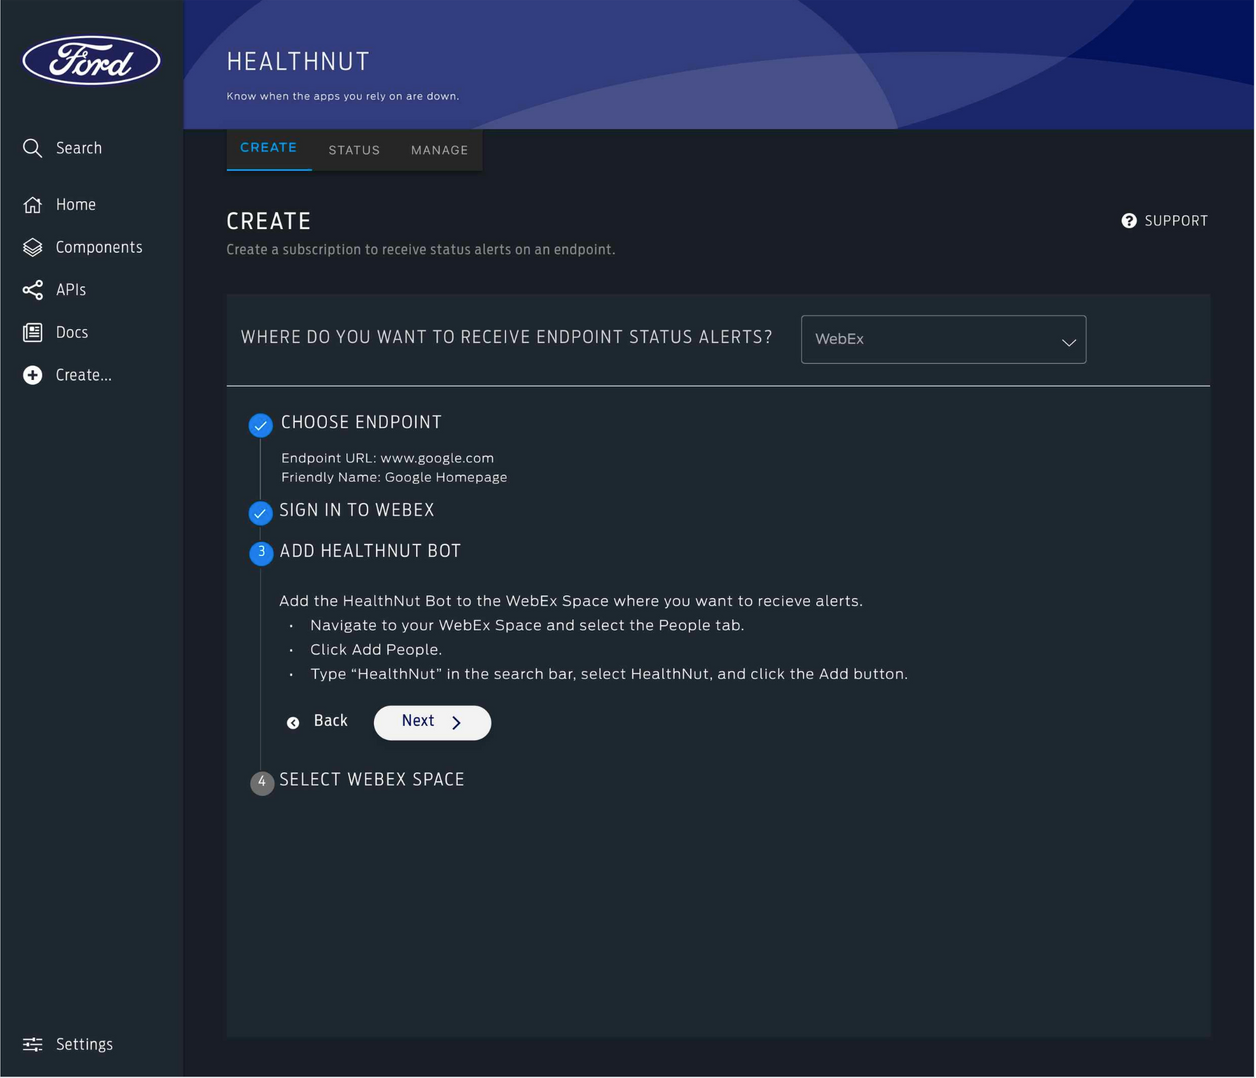 Ford
Search
Home
Components
APIs
Docs
Create...
Settings
HEALTHNUT
Know when the apps you rely on are down.
CREATE STATUS MANAGE
CREATE
SUPPORT
Create a subscription to receive status alerts on an endpoint.
WHERE DO YOU WANT TO RECEIVE ENDPOINT STATUS ALERTS? WebEx
CHOOSE ENDPOINT
Endpoint URL: www.google.com
Friendly Name: Google Homepage
SIGN IN TO WEBEX
3 ADD HEALTHNUT BOT
Add the HealthNut Bot to the WebEx Space where you want to recieve alerts.
• Navigate to your WebEx Space and select the People tab.
• Click Add People.
• Type “HealthNut” in the search bar, select HealthNut, and click the Add button.
Back Next
4 SELECT WEBEX SPACE